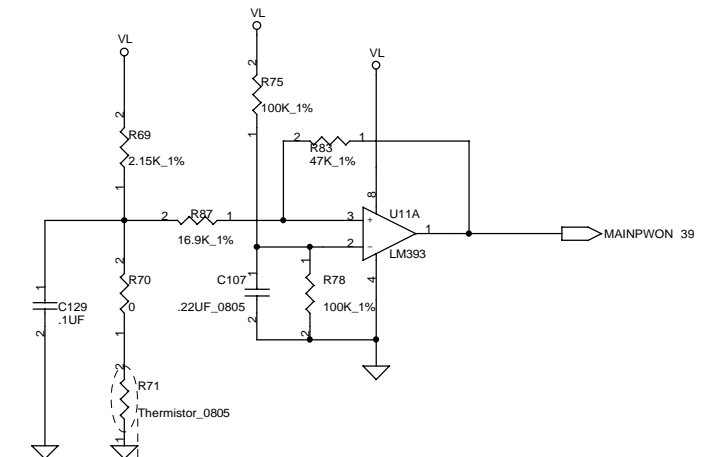 VL
VL
VL
2
R75
100K_1%
1
2
R69
2.15K_1%
1
2
R83
1
47K_1%
8
U11A
2
R87
1
16.9K_1%
3
+
2
-
1
LM393
4
MAINPWON 39
2
R70
0
1
1
C129
.1UF
2
1
C107
.22UF_0805
2
1
R78
100K_1%
2
2
R71
Thermistor_0805
1